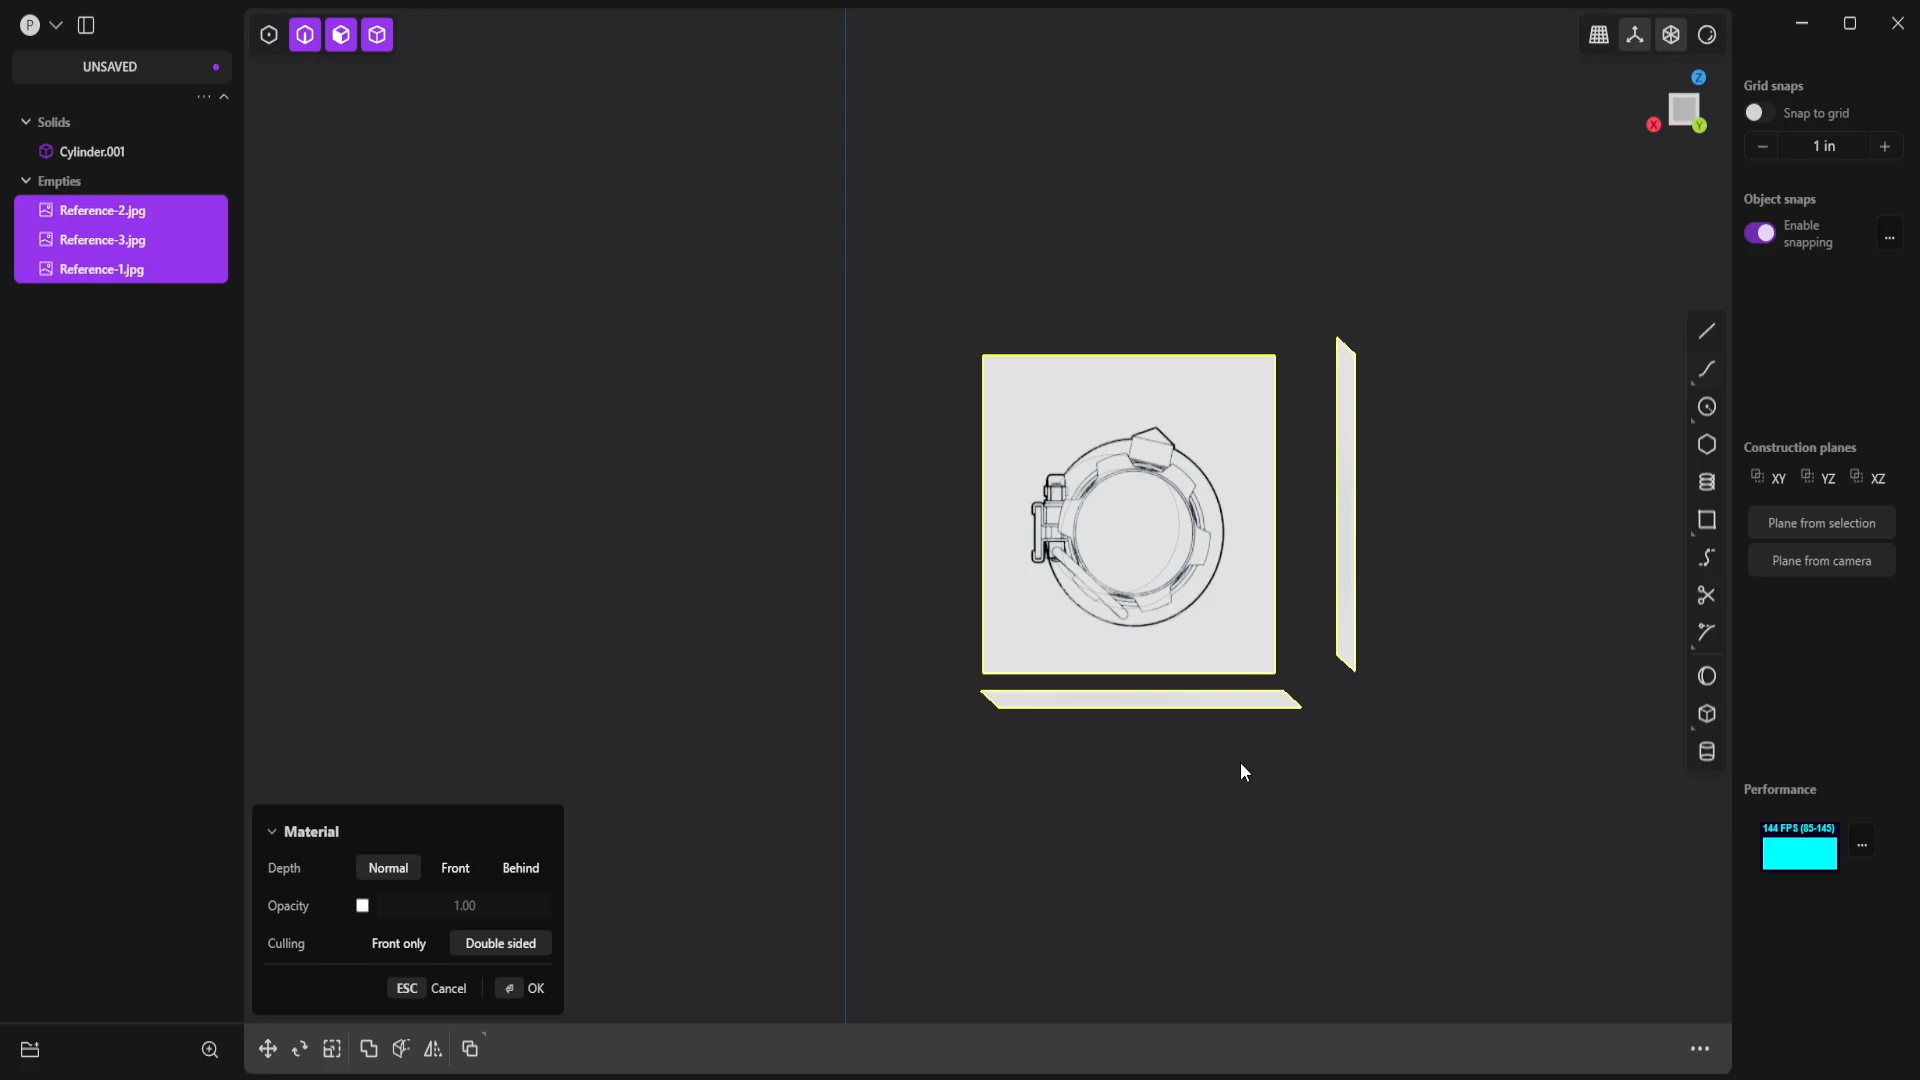 P
UNSAVED
Solids
Cylinder.001
Empties
Reference-2.jpg
Reference-3.jpg
Reference-1.jpg
Z
X
Y
Grid snaps
Snap to grid
1 in
Object snaps
Enable
snapping
Construction planes
XY YZ XZ
Plane from selection
Plane from camera
Performance
144 FPS (85-145)
Material
Depth Normal Front Behind
Opacity 1.00
Culling Front only Double sided
ESC Cancel OK